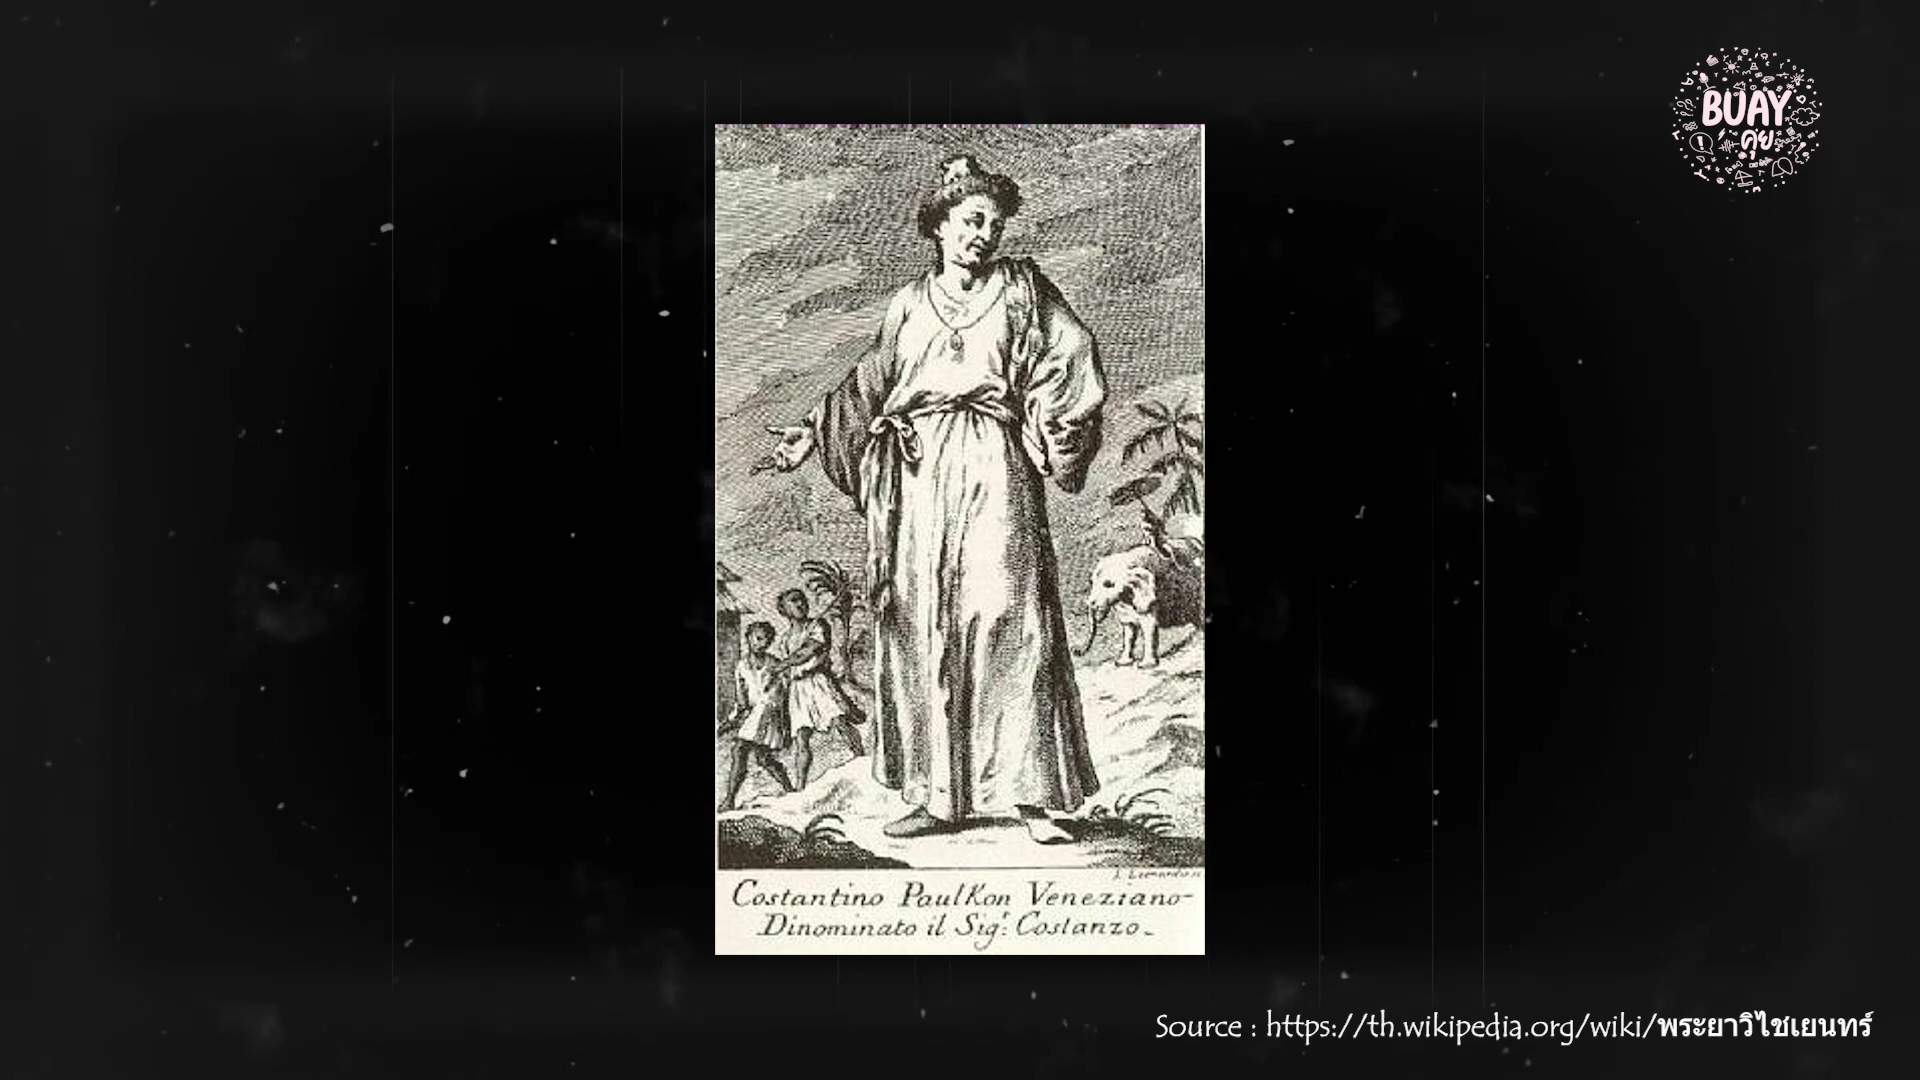 BUAY
คุย
Costantino PaulKon Veneziano-
Dinominato il Sigr: Costanzo.
Source : https://th.wikipedia.org/wiki/พระยาวิไชเยนทร์